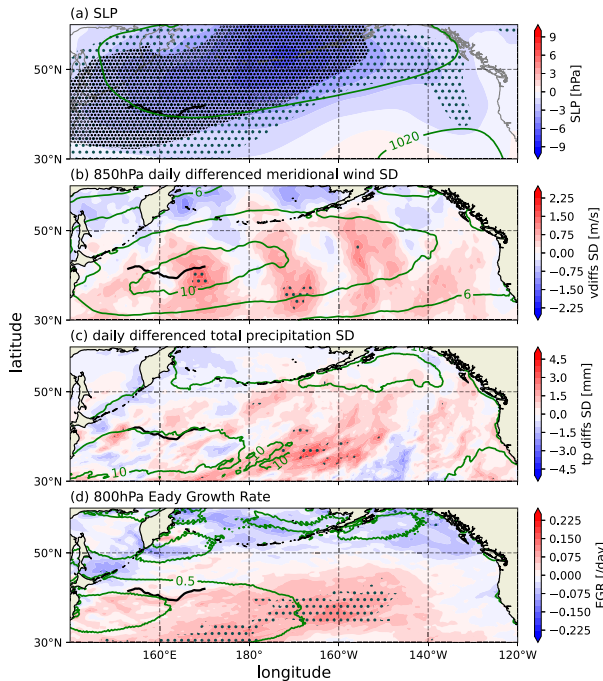 (a) SLP
50°N
30°N
1020
9
6
3
0
−3
−6
−9
SLP [hPa]
(b) 850hPa daily differenced meridional wind SD
50°N
30°N
6
10
6
2.25
1.50
0.75
0.00
−0.75
−1.50
−2.25
vdiffs SD [m/s]
(c) daily differenced total precipitation SD
50°N
30°N
10
10
10
10
4.5
3.0
1.5
0.0
−1.5
−3.0
−4.5
tp diffs SD [mm]
(d) 800hPa Eady Growth Rate
50°N
30°N
0.5
0.225
0.150
0.075
0.000
−0.075
−0.150
−0.225
EGR [/day]
160°E
180°
160°W
140°W
120°W
longitude
latitude